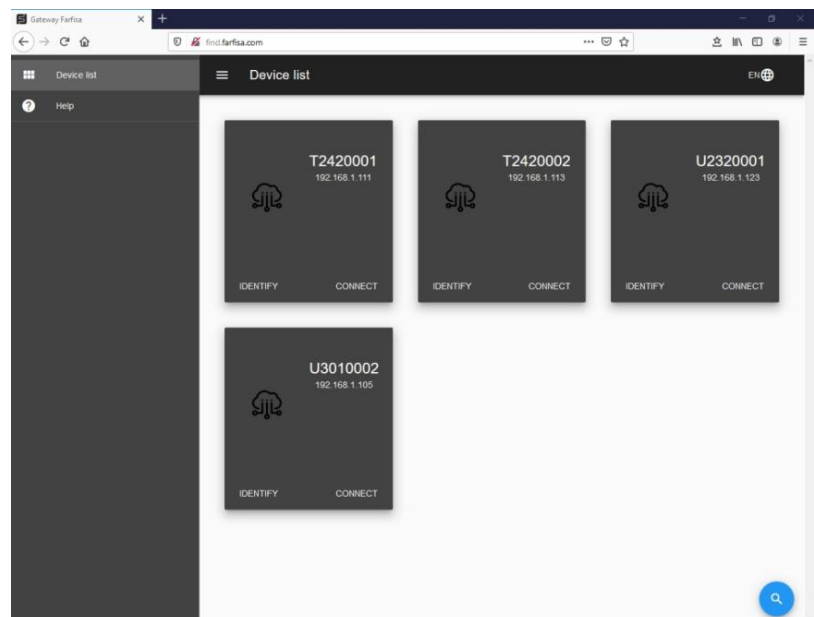 Gateway Farfisa
find.farfisa.com
Device list
Help
Device list
EN
T2420001
192.168.1.111
IDENTIFY CONNECT
T2420002
192.168.1.113
IDENTIFY CONNECT
U2320001
192.168.1.123
IDENTIFY CONNECT
U3010002
192.168.1.105
IDENTIFY CONNECT